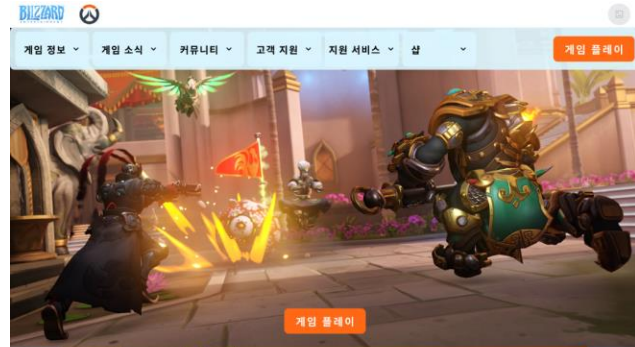 BLIZZARD
ENTERTAINMENT
게임 정보
게임 소식
커뮤니티
고객 지원
지원 서비스
샵
게임 플레이
게임 플레이